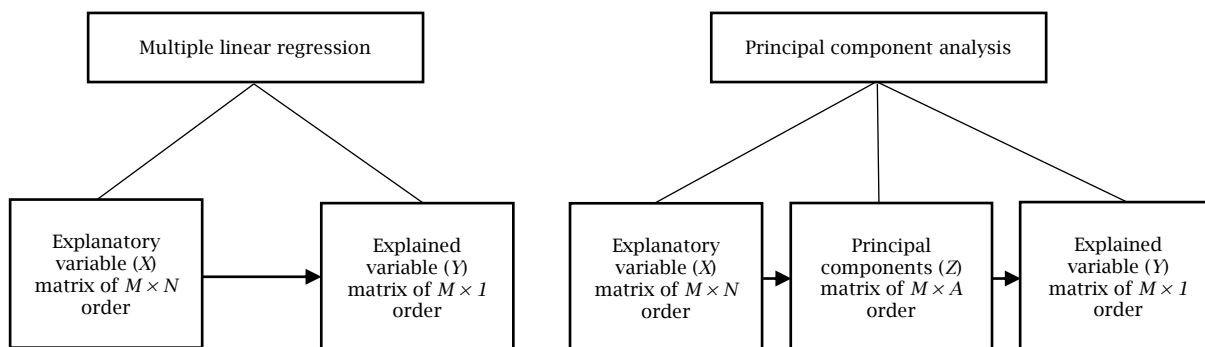 Multiple linear regression
Principal component analysis
Explanatory
variable (X)
matrix of M × N
order
Explained
variable (Y)
matrix of M × 1
order
Explanatory
variable (X)
matrix of M × N
order
Principal
components (Z)
matrix of M × A
order
Explained
variable (Y)
matrix of M × 1
order